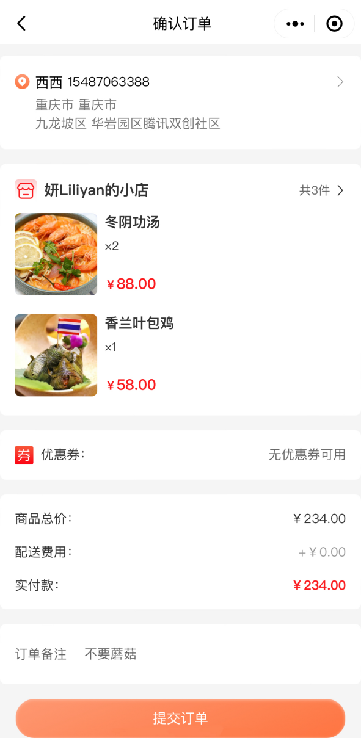 确认订单
西西 15487063388
重庆市 重庆市
九龙坡区 华岩园区腾讯双创社区
妍Liliyan的小店 共3件
冬阴功汤
×2
￥88.00
香兰叶包鸡
×1
￥58.00
券 优惠券： 无优惠券可用
商品总价： ￥234.00
配送费用： +￥0.00
实付款： ￥234.00
订单备注 不要蘑菇
提交订单